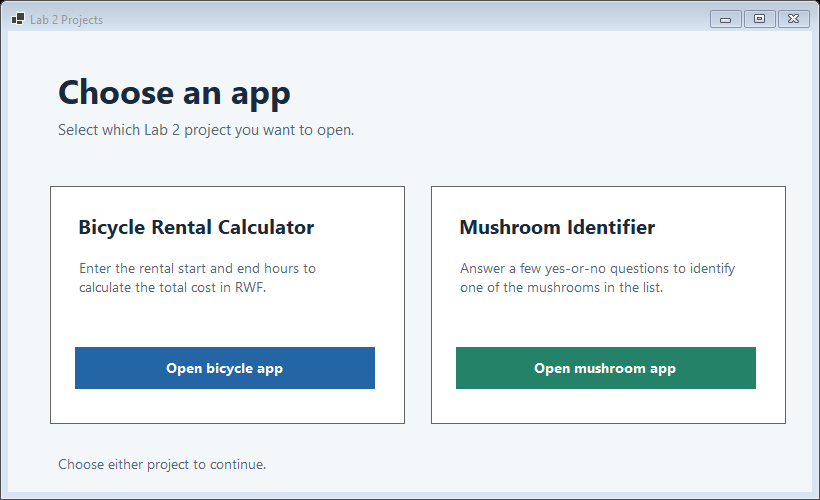 Lab 2 Projects
Choose an app
Select which Lab 2 project you want to open.
Bicycle Rental Calculator
Enter the rental start and end hours to
calculate the total cost in RWF.
Open bicycle app
Mushroom Identifier
Answer a few yes-or-no questions to identify
one of the mushrooms in the list.
Open mushroom app
Choose either project to continue.